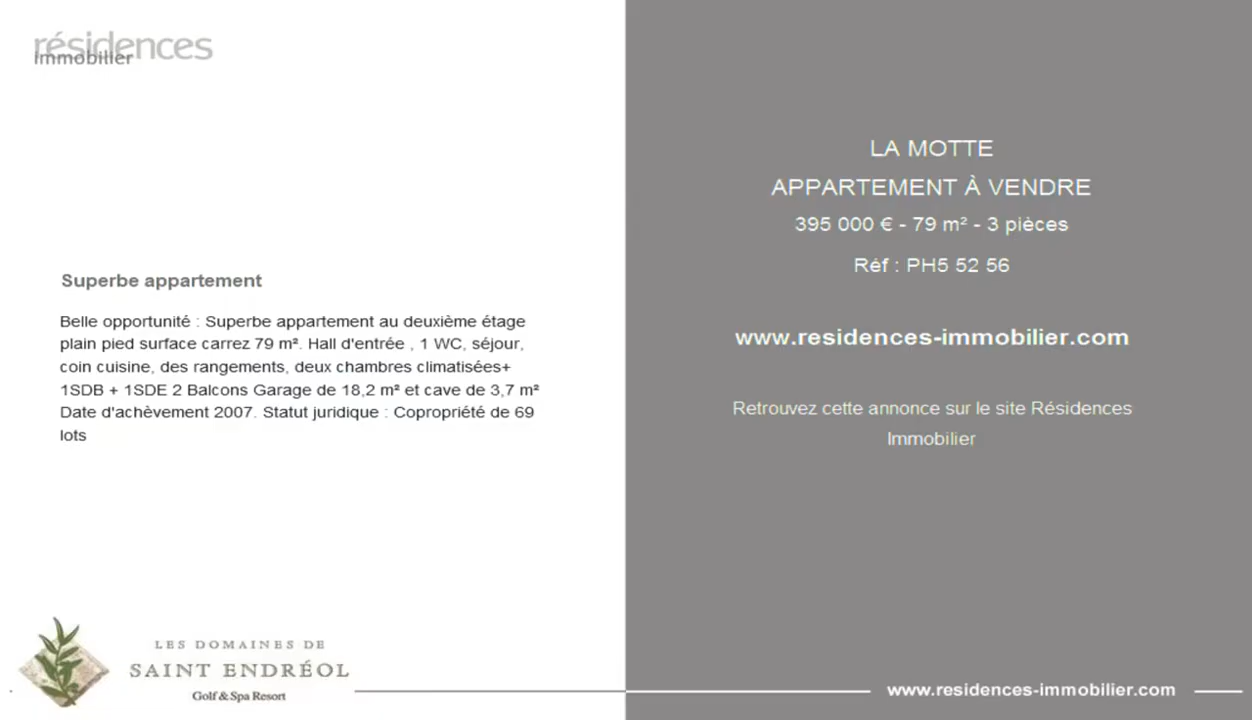 résidences
Immobilier
Superbe appartement
Belle opportunité : Superbe appartement au deuxième étage
plain pied surface carrez 79 m². Hall d'entrée , 1 WC, séjour,
coin cuisine, des rangements, deux chambres climatisées+
1SDB + 1SDE 2 Balcons Garage de 18,2 m² et cave de 3,7 m²
Date d'achèvement 2007. Statut juridique : Copropriété de 69
lots
LES DOMAINES DE
SAINT ENDRÉOL
Golf & Spa Resort
LA MOTTE
APPARTEMENT À VENDRE
395 000 € - 79 m² - 3 pièces
Réf : PH5 52 56
www.residences-immobilier.com
Retrouvez cette annonce sur le site Résidences
Immobilier
www.residences-immobilier.com